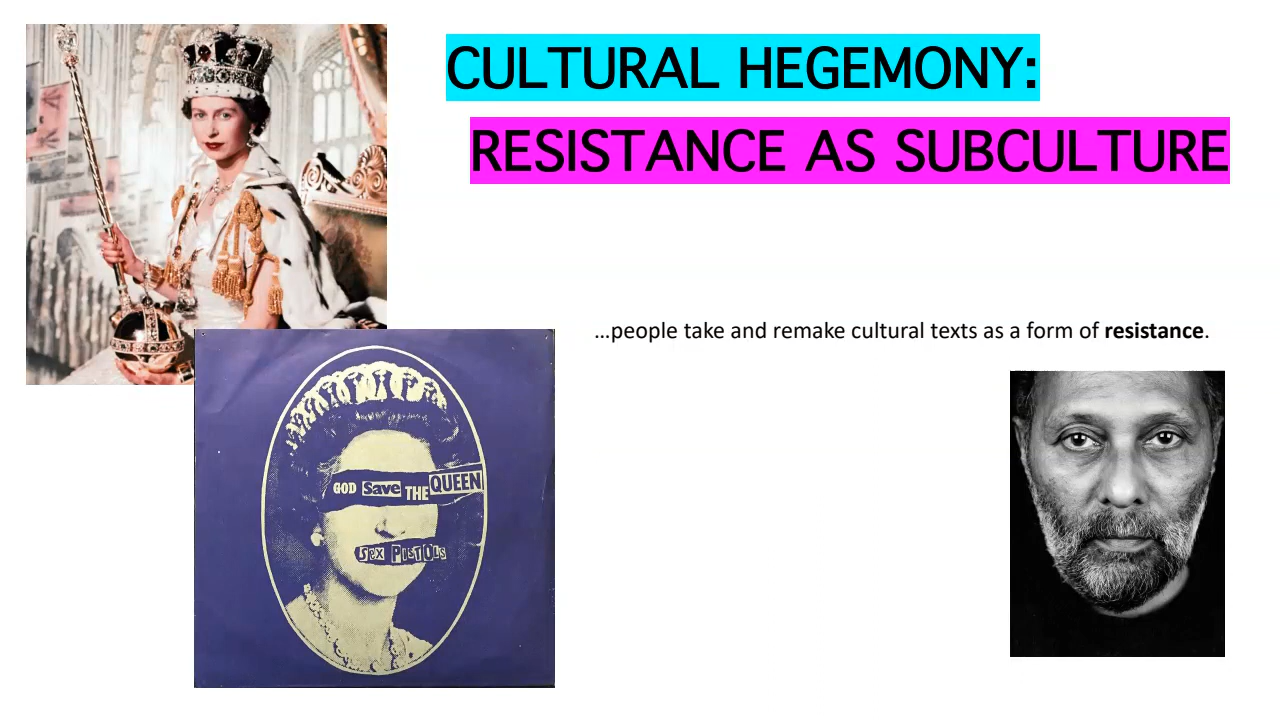 CULTURAL HEGEMONY:
RESISTANCE AS SUBCULTURE
...people take and remake cultural texts as a form of resistance.
GOD Save THE QUEEN
SEX PISTOLS